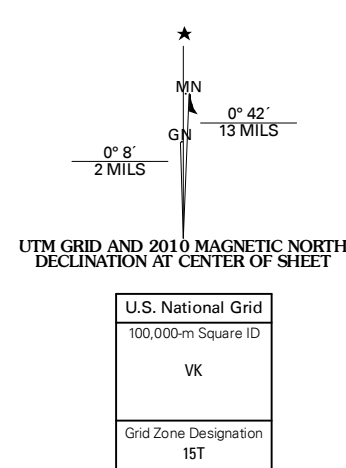 ★
MN
0° 42´
13 MILS
GN
0° 8´
2 MILS
UTM GRID AND 2010 MAGNETIC NORTH
DECLINATION AT CENTER OF SHEET
U.S. National Grid
100,000-m Square ID
VK
Grid Zone Designation
15T